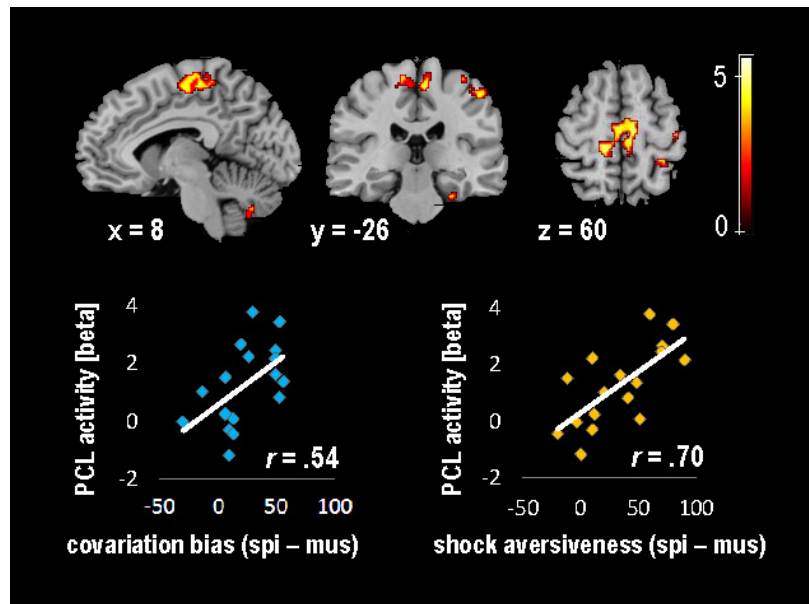 5
0
x = 8
y = -26
z = 60
PCL activity [beta]
4
2
0
-2
r = .54
-50 0 50 100
covariation bias (spi – mus)
PCL activity [beta]
4
2
0
-2
r = .70
-50 0 50 100
shock aversiveness (spi – mus)